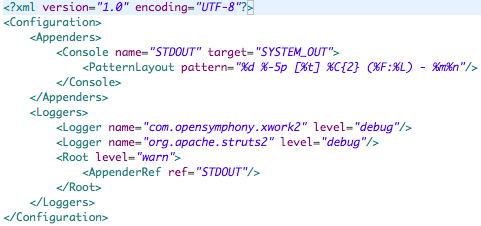 <?xml version="1.0" encoding="UTF-8"?>
<Configuration>
    <Appenders>
        <Console name="STDOUT" target="SYSTEM_OUT">
            <PatternLayout pattern="%d %-5p [%t] %C{2} (%F:%L) - %m%n"/>
        </Console>
    </Appenders>
    <Loggers>
        <Logger name="com.opensymphony.xwork2" level="debug"/>
        <Logger name="org.apache.struts2" level="debug"/>
        <Root level="warn">
            <AppenderRef ref="STDOUT"/>
        </Root>
    </Loggers>
</Configuration>